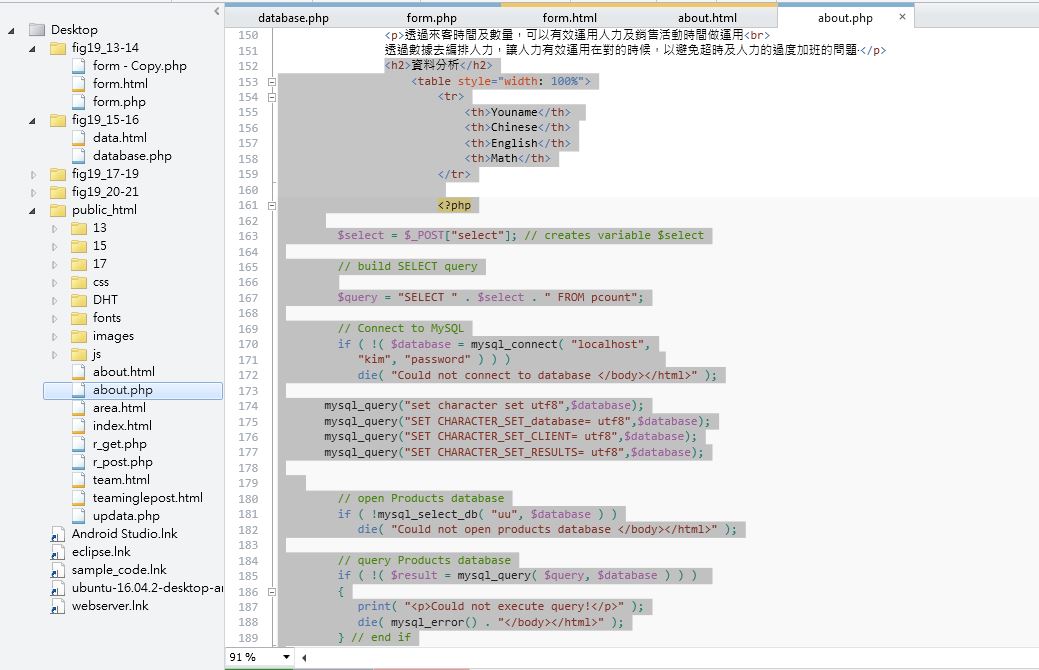 Desktop
fig19_13-14
form - Copy.php
form.html
form.php
fig19_15-16
data.html
database.php
fig19_17-19
fig19_20-21
public_html
13
15
17
css
DHT
fonts
images
js
about.html
about.php
area.html
index.html
r_get.php
r_post.php
team.html
teaminglepost.html
updata.php
Android Studio.lnk
eclipse.lnk
sample_code.lnk
ubuntu-16.04.2-desktop-a
webserver.lnk
database.php form.php form.html about.html about.php ×
150 <p>透過來客時間及數量，可以有效運用人力及銷售活動時間做運用<br>
151 透過數據去編排人力，讓人力有效運用在對的時候，以避免超時及人力的過度加班的問題.</p>
152 <h2>資料分析</h2>
153 <table style="width: 100%">
154 <tr>
155 <th>Youname</th>
156 <th>Chinese</th>
157 <th>English</th>
158 <th>Math</th>
159 </tr>
160
161 <?php
162
163 $select = $_POST["select"]; // creates variable $select
164
165 // build SELECT query
166
167 $query = "SELECT " . $select . " FROM pcount";
168
169 // Connect to MySQL
170 if ( !( $database = mysql_connect( "localhost",
171 "kim", "password" ) ) )
172 die( "Could not connect to database </body></html>" );
173
174 mysql_query("set character set utf8",$database);
175 mysql_query("SET CHARACTER_SET_database= utf8",$database);
176 mysql_query("SET CHARACTER_SET_CLIENT= utf8",$database);
177 mysql_query("SET CHARACTER_SET_RESULTS= utf8",$database);
178
179
180 // open Products database
181 if ( !mysql_select_db( "uu", $database ) )
182 die( "Could not open products database </body></html>" );
183
184 // query Products database
185 if ( !( $result = mysql_query( $query, $database ) ) )
186 {
187 print( "<p>Could not execute query!</p>" );
188 die( mysql_error() . "</body></html>" );
189 } // end if
91 %